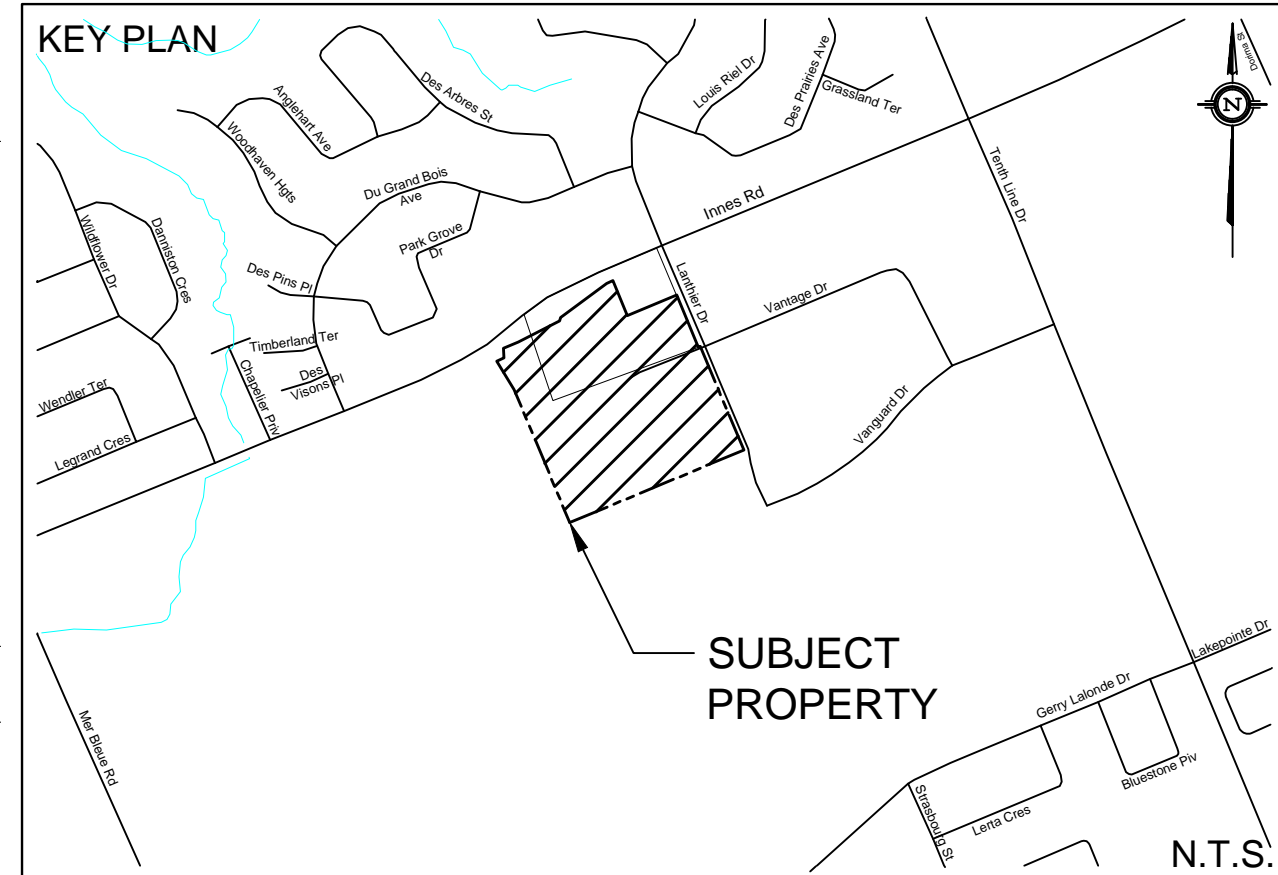 KEY PLAN
Dorima St
Louis Riel Dr
Des Prairies Ave
Grassland Ter
N
Des Arbres St
Anglehart Ave
Woodhaven Hgts
Du Grand Bois
Ave
Park Grove
Dr
Innes Rd
Tenth Line Dr
Wildflower Dr
Danniston Cres
Des Pins Pl
Lanthier Dr
Vantage Dr
Timberland Ter
Des
Visons Pl
Chapelier Priv
Wendler Ter
Legrand Cres
Vanguard Dr
SUBJECT
PROPERTY
Lakepointe Dr
Gerry Lalonde Dr
Mer Bleue Rd
Bluestone Piv
Strasbourg St
Lerta Cres
N.T.S.